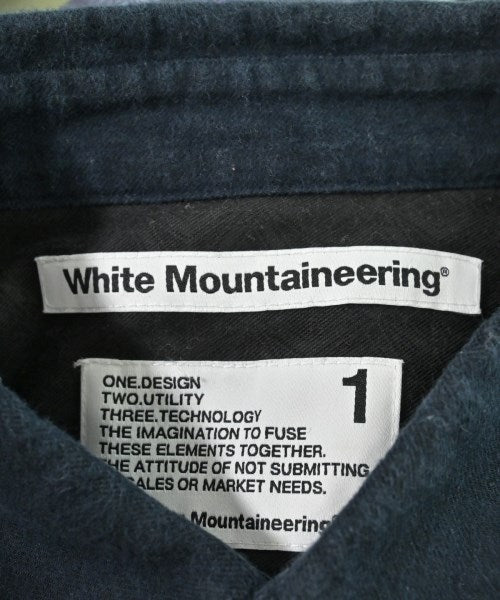 White Mountaineering®
1
ONE.DESIGN
TWO.UTILITY
THREE.TECHNOLOGY
THE IMAGINATION TO FUSE
THESE ELEMENTS TOGETHER.
THE ATTITUDE OF NOT SUBMITTING
SALES OR MARKET NEEDS.
Mountaineering